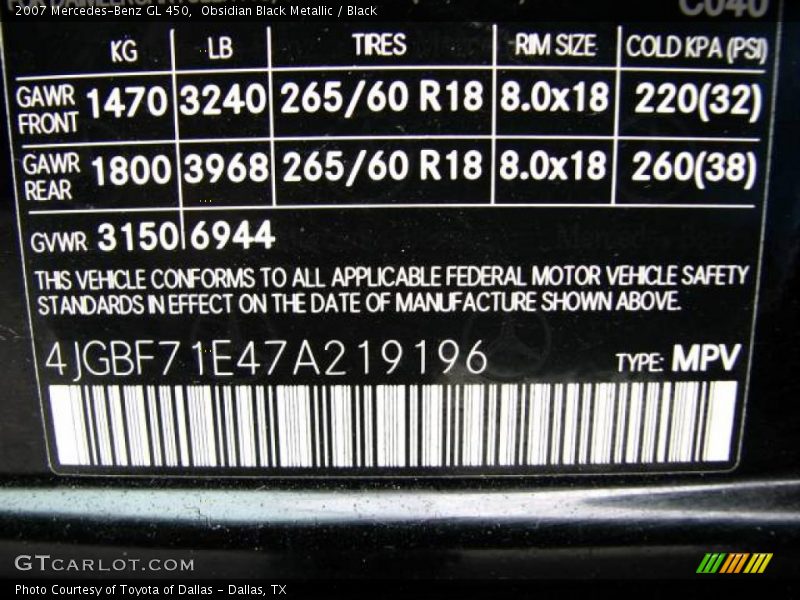 2007 Mercedes-Benz GL 450,  Obsidian Black Metallic / Black
C040
KG LB TIRES RIM SIZE COLD KPA (PSI)
GAWR FRONT 1470 3240 265/60 R18 8.0x18 220(32)
GAWR REAR 1800 3968 265/60 R18 8.0x18 260(38)
GVWR 3150 6944
THIS VEHICLE CONFORMS TO ALL APPLICABLE FEDERAL MOTOR VEHICLE SAFETY
STANDARDS IN EFFECT ON THE DATE OF MANUFACTURE SHOWN ABOVE.
4JGBF71E47A219196 TYPE: MPV
GTCARLOT.COM
Photo Courtesy of Toyota of Dallas - Dallas, TX